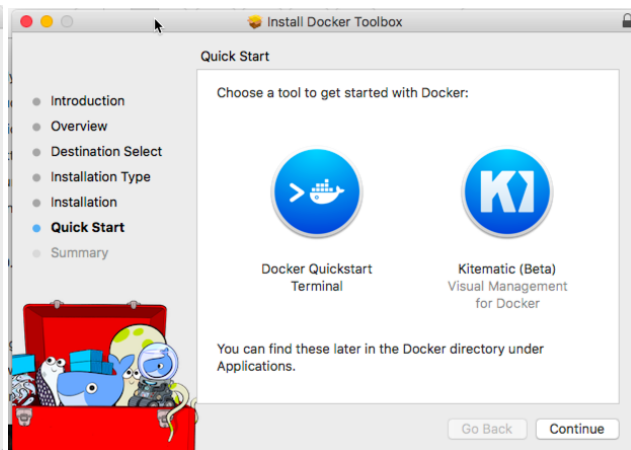 Install Docker Toolbox
Quick Start
Introduction
Overview
Destination Select
Installation Type
Installation
Quick Start
Summary
Choose a tool to get started with Docker:
Docker Quickstart
Terminal
Kitematic (Beta)
Visual Management
for Docker
You can find these later in the Docker directory under
Applications.
Go Back
Continue